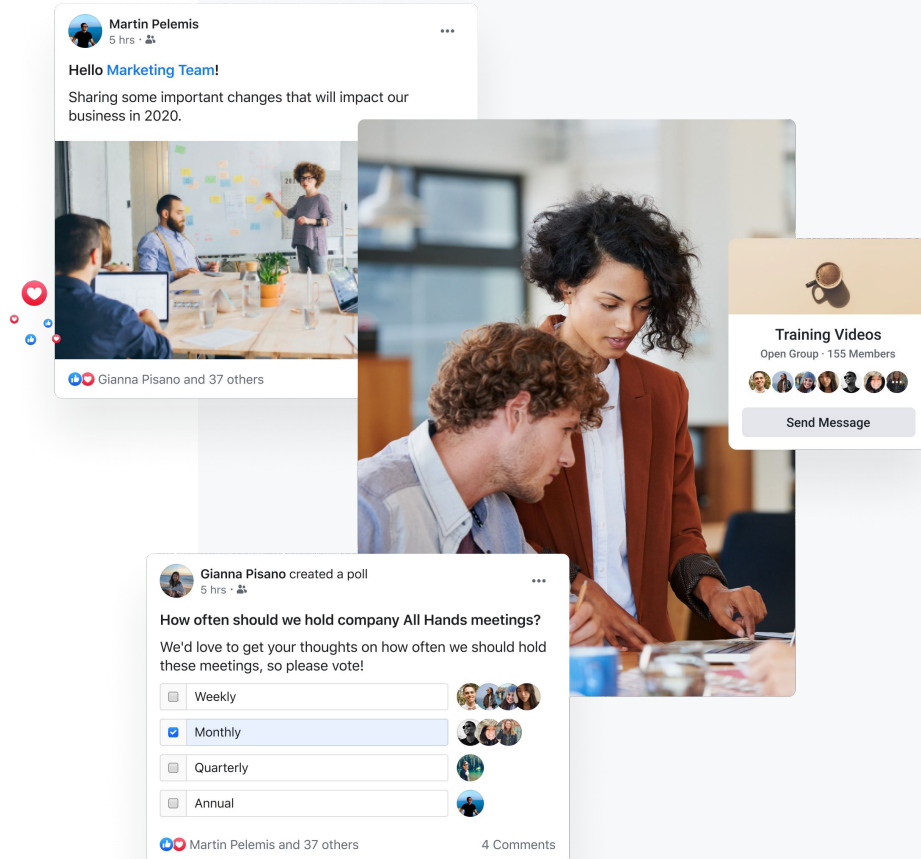 Martin Pelemis
5 hrs ·
Hello Marketing Team!
Sharing some important changes that will impact our
business in 2020.
Gianna Pisano and 37 others
Training Videos
Open Group · 155 Members
Send Message
Gianna Pisano created a poll
5 hrs ·
How often should we hold company All Hands meetings?
We'd love to get your thoughts on how often we should hold
these meetings, so please vote!
Weekly
Monthly
Quarterly
Annual
Martin Pelemis and 37 others
4 Comments